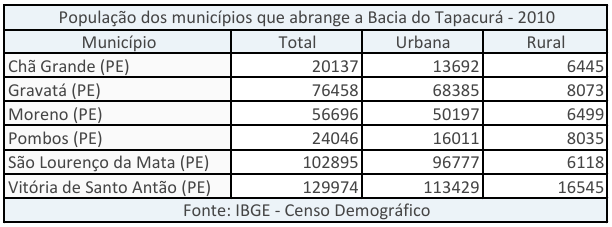 População dos municípios que abrange a Bacia do Tapacurá - 2010
Município Total Urbana Rural
Chã Grande (PE) 20137 13692 6445
Gravatá (PE) 76458 68385 8073
Moreno (PE) 56696 50197 6499
Pombos (PE) 24046 16011 8035
São Lourenço da Mata (PE) 102895 96777 6118
Vitória de Santo Antão (PE) 129974 113429 16545
Fonte: IBGE - Censo Demográfico